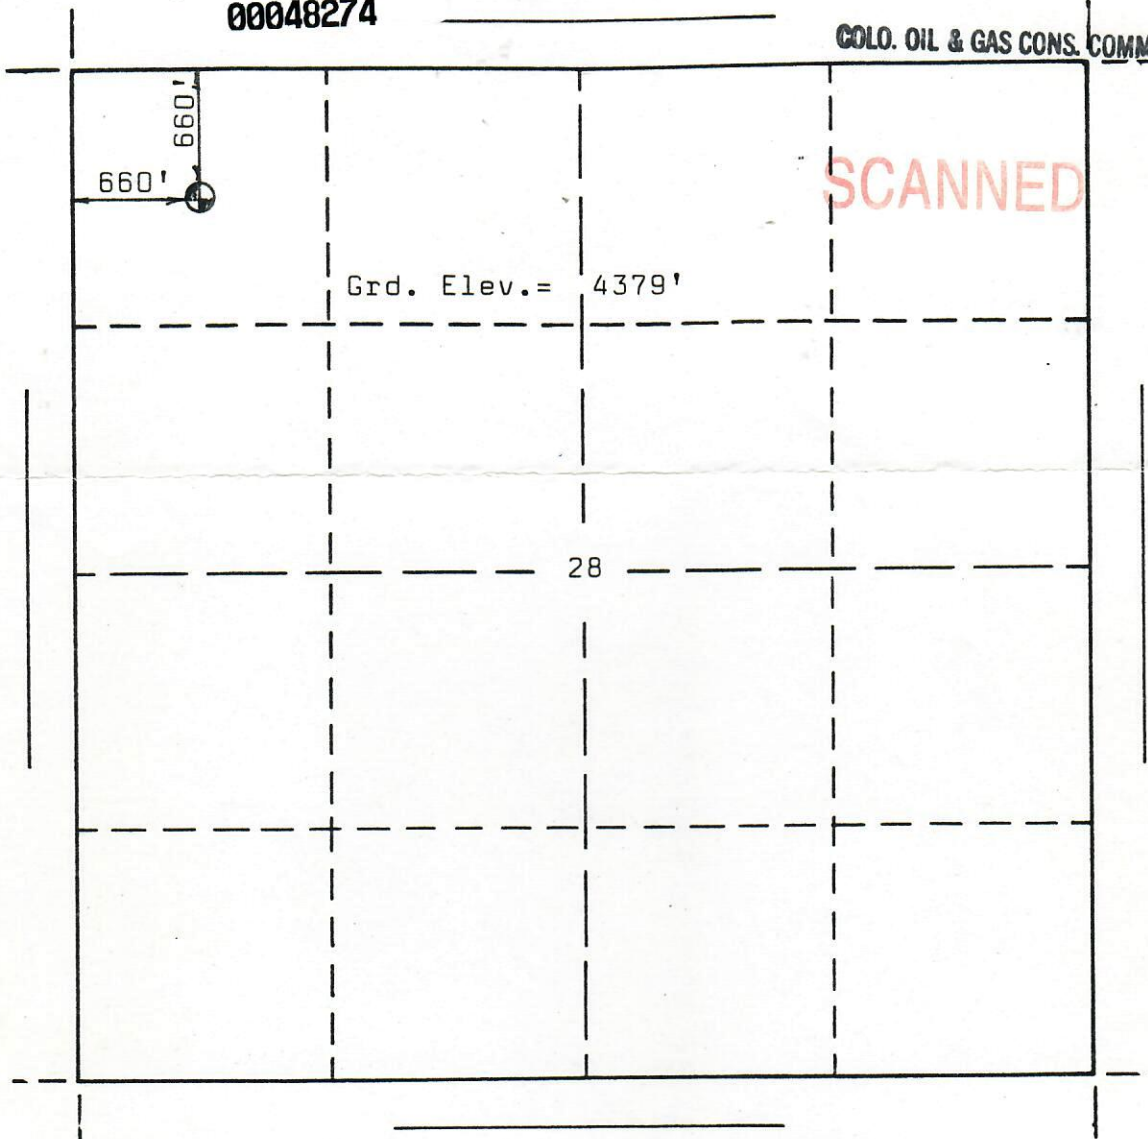 00048274
COLO. OIL & GAS CONS. COMM
660'
660'
SCANNED
Grd. Elev.= 4379'
28